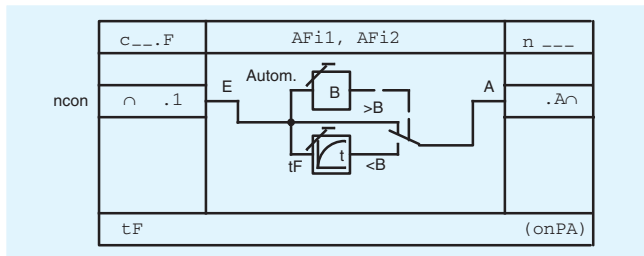 c__.F AFi1, AFi2 n ___
E Autom. B >B A
ncon ∩ .1 .A∩
tF t <B
tF (onPA)